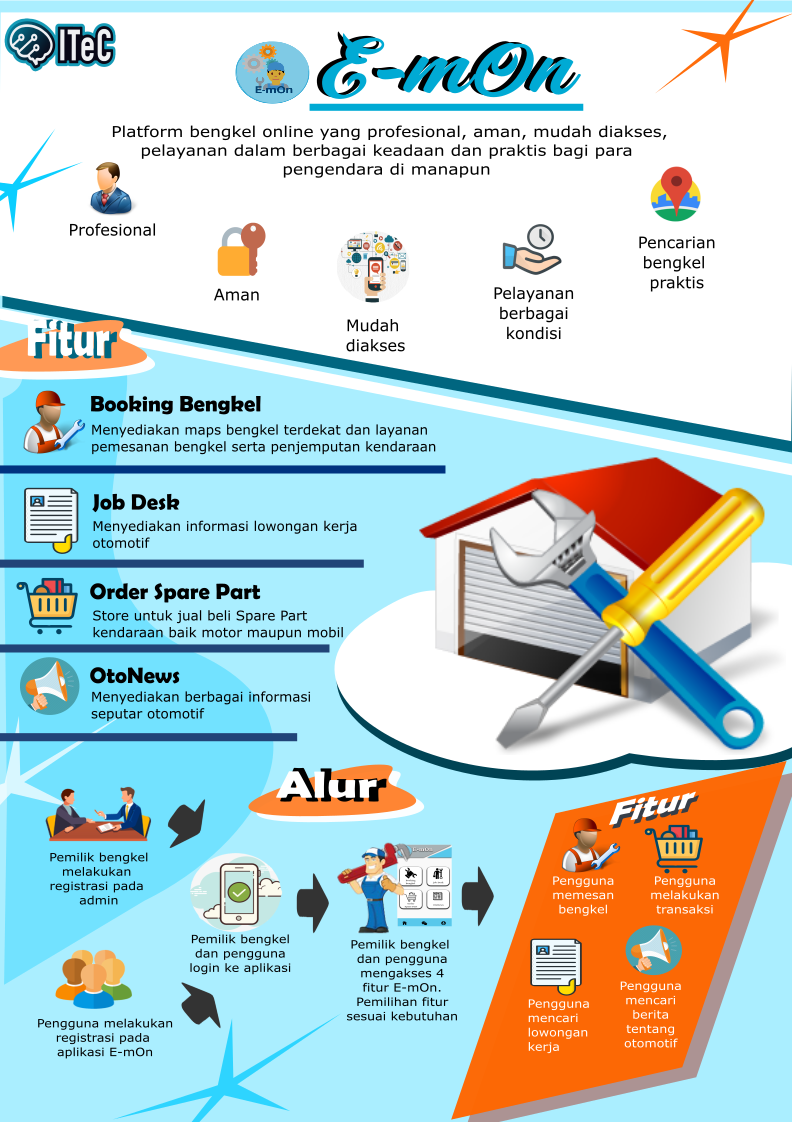 ITeC
E-mOn
E-mOn
Platform bengkel online yang profesional, aman, mudah diakses,
pelayanan dalam berbagai keadaan dan praktis bagi para
pengendara di manapun
Profesional
Aman
Mudah
diakses
Pelayanan
berbagai
kondisi
Pencarian
bengkel
praktis
Fitur
Booking Bengkel
Menyediakan maps bengkel terdekat dan layanan
pemesanan bengkel serta penjemputan kendaraan
Job Desk
Menyediakan informasi lowongan kerja
otomotif
Order Spare Part
Store untuk jual beli Spare Part
kendaraan baik motor maupun mobil
OtoNews
Menyediakan berbagai informasi
seputar otomotif
Alur
Pemilik bengkel
melakukan
registrasi pada
admin
Pengguna melakukan
registrasi pada
aplikasi E-mOn
Pemilik bengkel
dan pengguna
login ke aplikasi
Pemilik bengkel
dan pengguna
mengakses 4
fitur E-mOn.
Pemilihan fitur
sesuai kebutuhan
Fitur
Pengguna
memesan
bengkel
Pengguna
melakukan
transaksi
Pengguna
mencari
lowongan
kerja
Pengguna
mencari
berita
tentang
otomotif